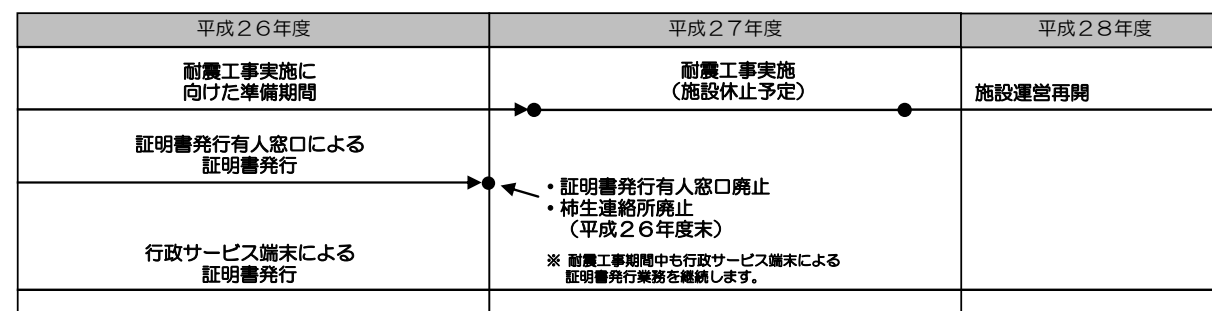 平成２６年度
平成２７年度
平成２８年度
耐震工事実施に
向けた準備期間
耐震工事実施
（施設休止予定）
施設運営再開
証明書発行有人窓口による
証明書発行
・証明書発行有人窓口廃止
・柿生連絡所廃止
（平成２６年度末）
行政サービス端末による
証明書発行
※ 耐震工事期間中も行政サービス端末による
証明書発行業務を継続します。